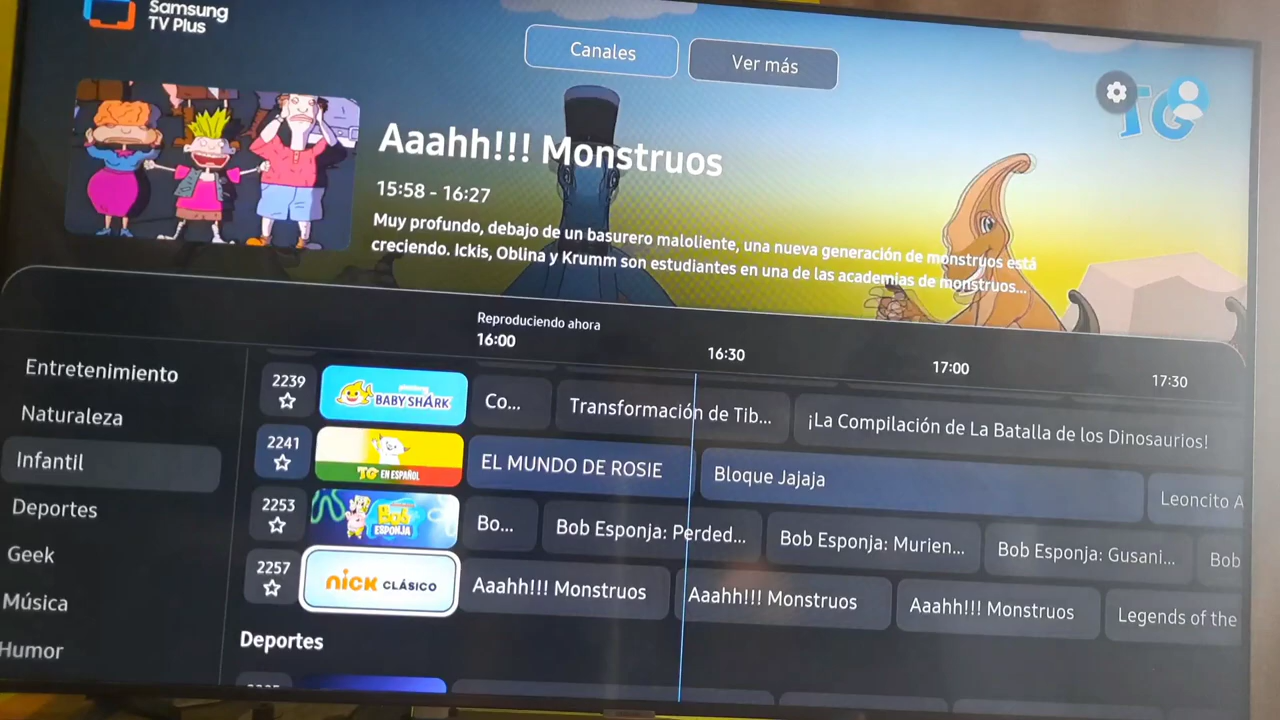 Samsung
TV Plus
Canales
Ver más
TG
Aaahh!!! Monstruos
15:58 - 16:27
Muy profundo, debajo de un basurero maloliente, una nueva generación de monstruos está
creciendo. Ickis, Oblina y Krumm son estudiantes en una de las academias de monstruos...
Reproduciendo ahora
16:00
16:30
17:00
17:30
Entretenimiento
Naturaleza
Infantil
Deportes
Geek
Música
Humor
2239
BABY SHARK
Co...
Transformación de Tib...
¡La Compilación de La Batalla de los Dinosaurios!
2241
TG EN ESPAÑOL
EL MUNDO DE ROSIE
Bloque Jajaja
Leoncito A
2253
Bob
ESPONJA
Bo...
Bob Esponja: Perded...
Bob Esponja: Murien...
Bob Esponja: Gusani...
Bob
2257
nick CLÁSICO
Aaahh!!! Monstruos
Aaahh!!! Monstruos
Aaahh!!! Monstruos
Legends of the
Deportes